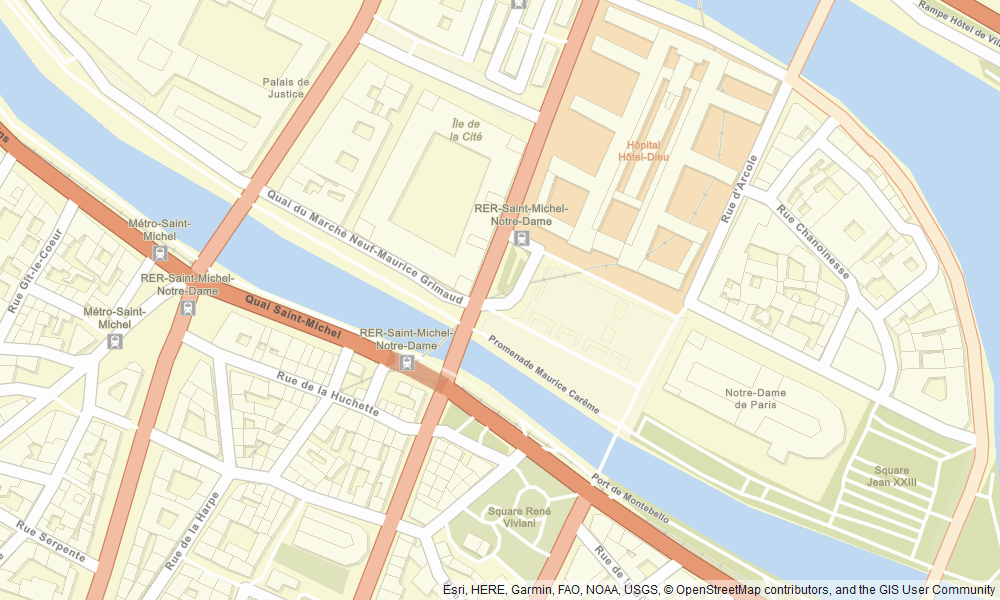 Rampe Hôtel de Vil
Palais de
Justice
Île de
la Cité
Hôpital
Hôtel-Dieu
Rue d'Arcole
Rue Chanoinesse
RER-Saint-Michel-
Notre-Dame
Quai du Marché Neuf-Maurice Grimaud
Métro-Saint-
Michel
RER-Saint-Michel-
Notre-Dame
Rue Gît-le-Coeur
Métro-Saint-
Michel
Quai Saint-Michel
RER-Saint-Michel-
Notre-Dame
Promenade Maurice Carême
Rue de la Huchette
Notre-Dame
de Paris
Square
Jean XXIII
Port de Montebello
Square René
Viviani
Rue de la Harpe
Rue Serpente
Rue de
Esri, HERE, Garmin, FAO, NOAA, USGS, © OpenStreetMap contributors, and the GIS User Community